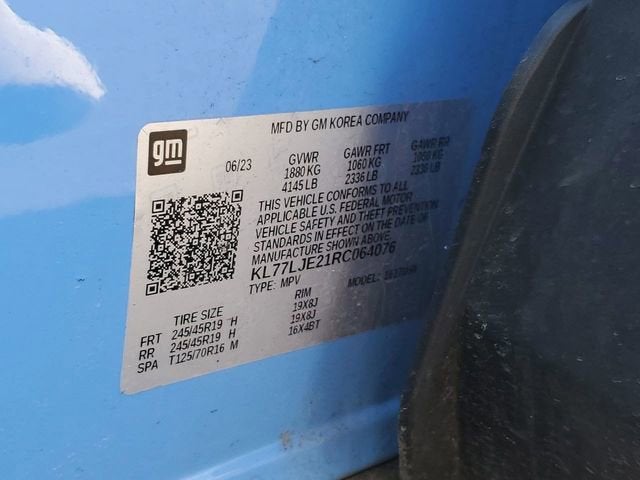 MFD BY GM KOREA COMPANY
gm
06/23 GVWR GAWR FRT GAWR RR
1880 KG 1060 KG 1060 KG
4145 LB 2336 LB 2336 LB
THIS VEHICLE CONFORMS TO ALL
APPLICABLE U.S. FEDERAL MOTOR
VEHICLE SAFETY AND THEFT PREVENTION
STANDARDS IN EFFECT ON THE DATE OF
MANUFACTURE SHOWN ABOVE.
KL77LJE21RC064076
TYPE: MPV MODEL:
TIRE SIZE RIM
FRT 245/45R19 H 19X8J
RR 245/45R19 H 19X8J
SPA T125/70R16 M 16X4BT